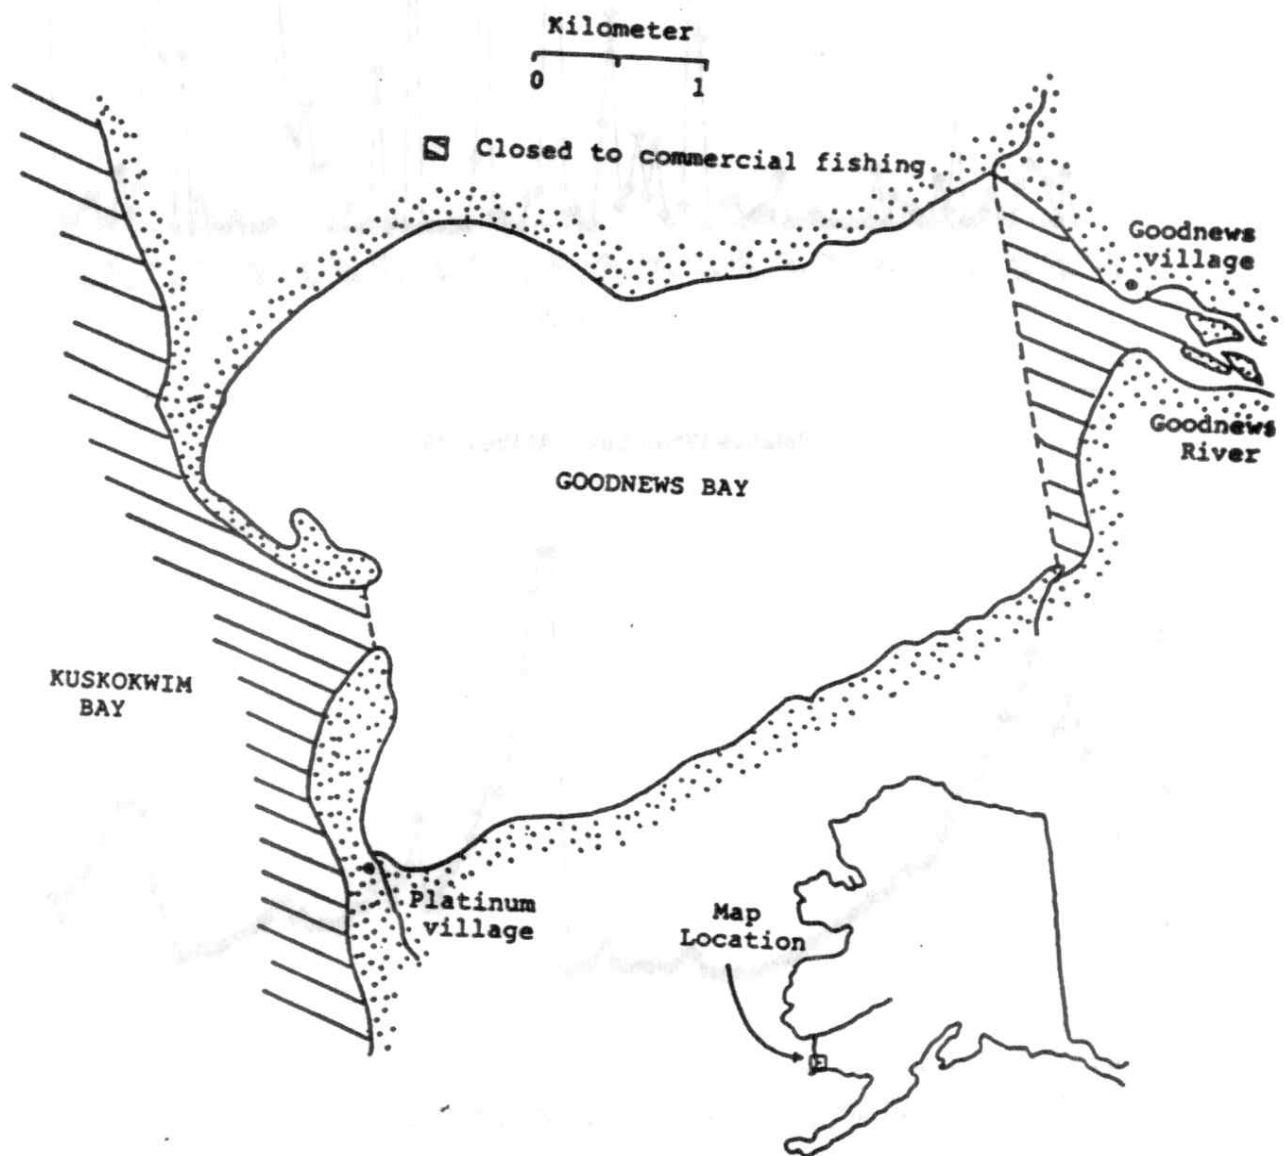 Kilometer
0 1
Closed to commercial fishing.
Goodnews
village
Goodnews
River
GOODNEWS BAY
KUSKOKWIM
BAY
Platinum
village
Map
Location